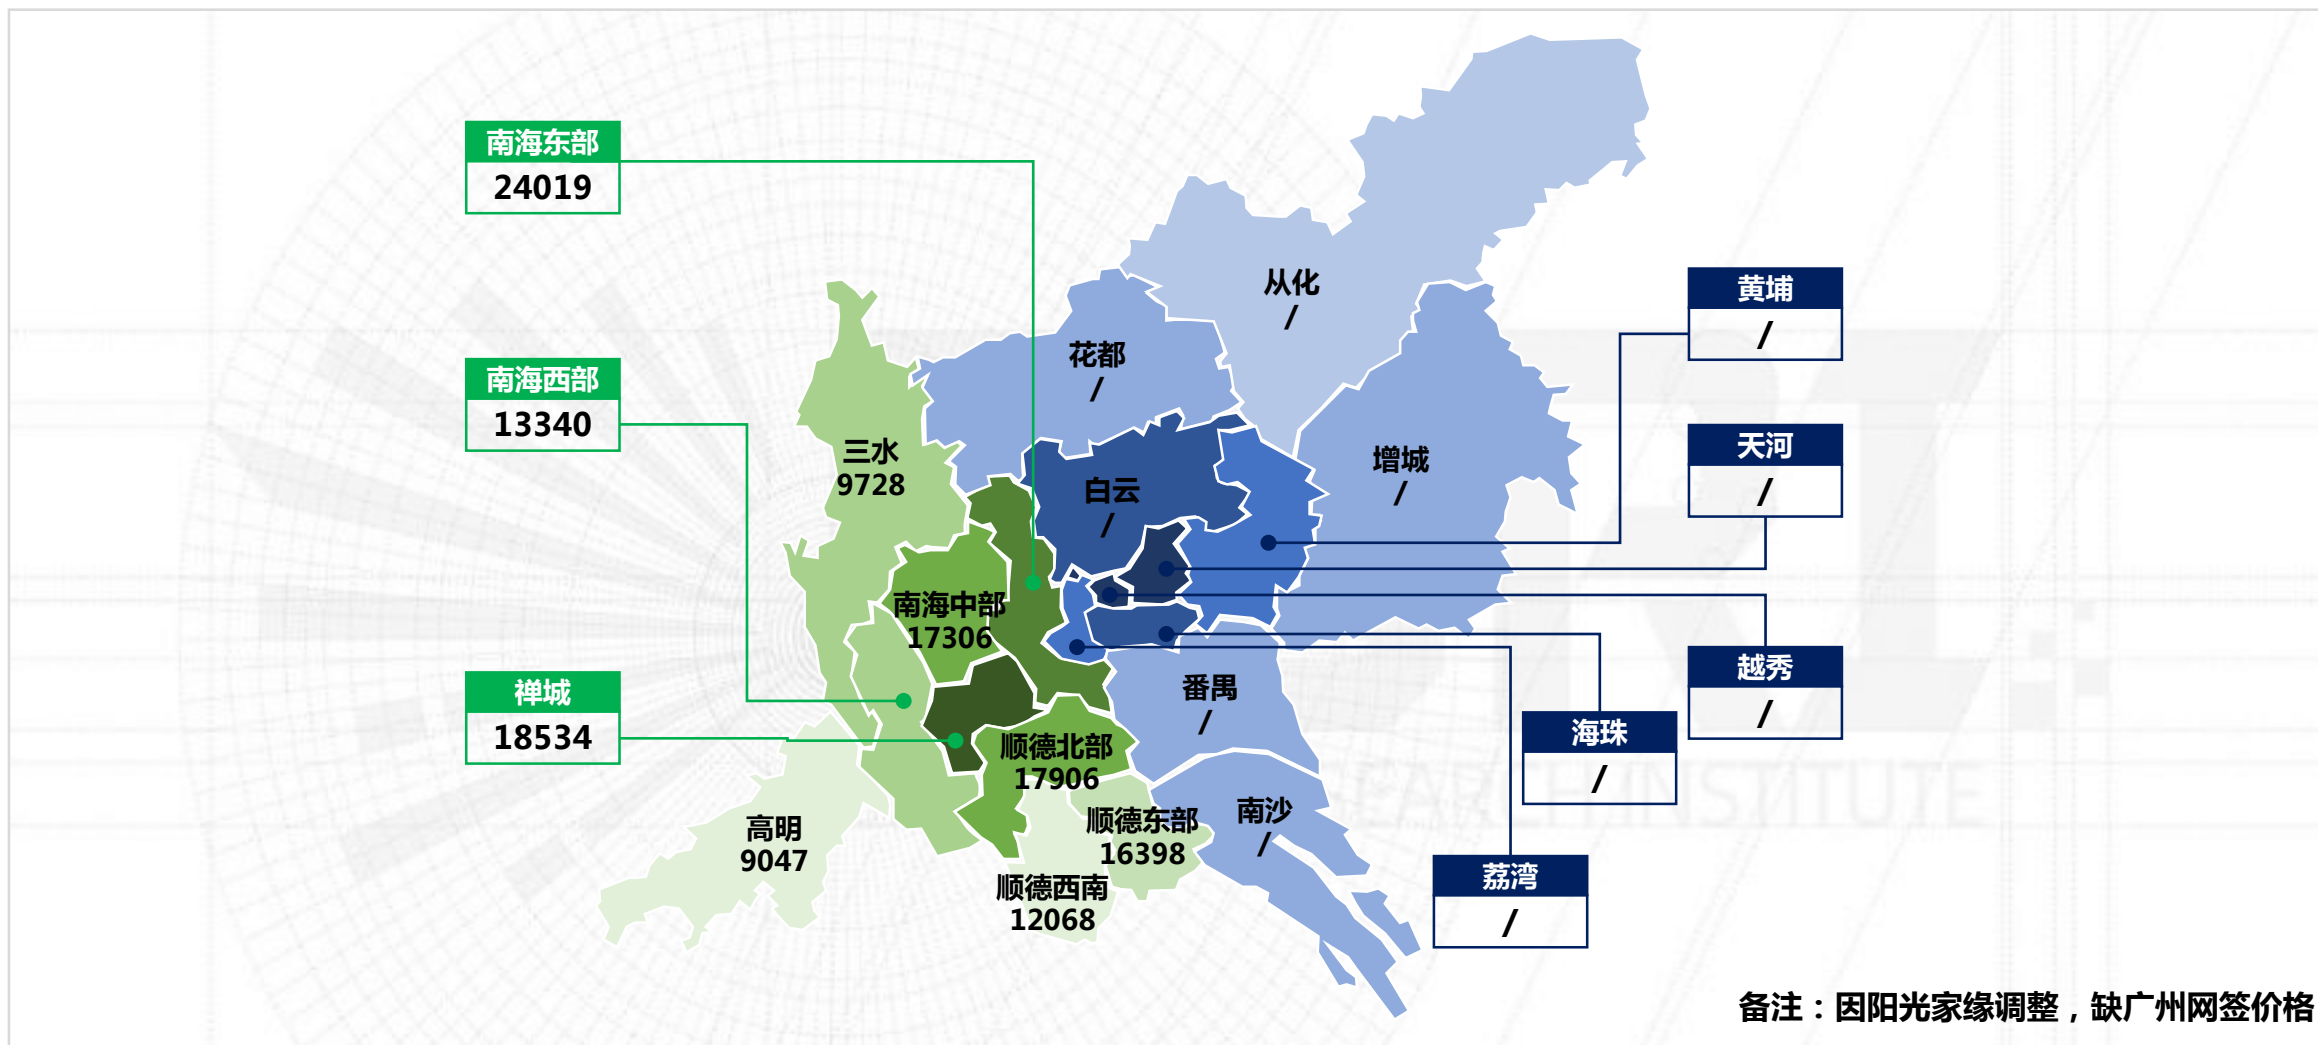 南海东部
24019
南海西部
13340
禅城
18534
从化
/
花都
/
三水
9728
白云
/
增城
/
南海中部
17306
番禺
/
顺德北部
17906
高明
9047
顺德东部
16398
南沙
/
顺德西南
12068
黄埔
/
天河
/
越秀
/
海珠
/
荔湾
/
备注：因阳光家缘调整，缺广州网签价格